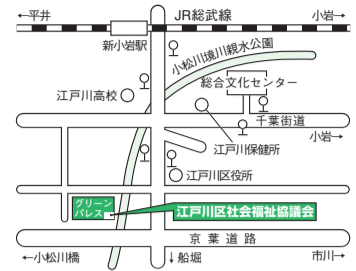 ←平井
JR総武線
小岩→
新小岩駅
小松川境川親水公園
総合文化センター
江戸川高校
千葉街道
小岩→
江戸川保健所
江戸川区役所
グリーン
パレス
江戸川区社会福祉協議会
京葉道路
←小松川橋
↓船堀
市川→